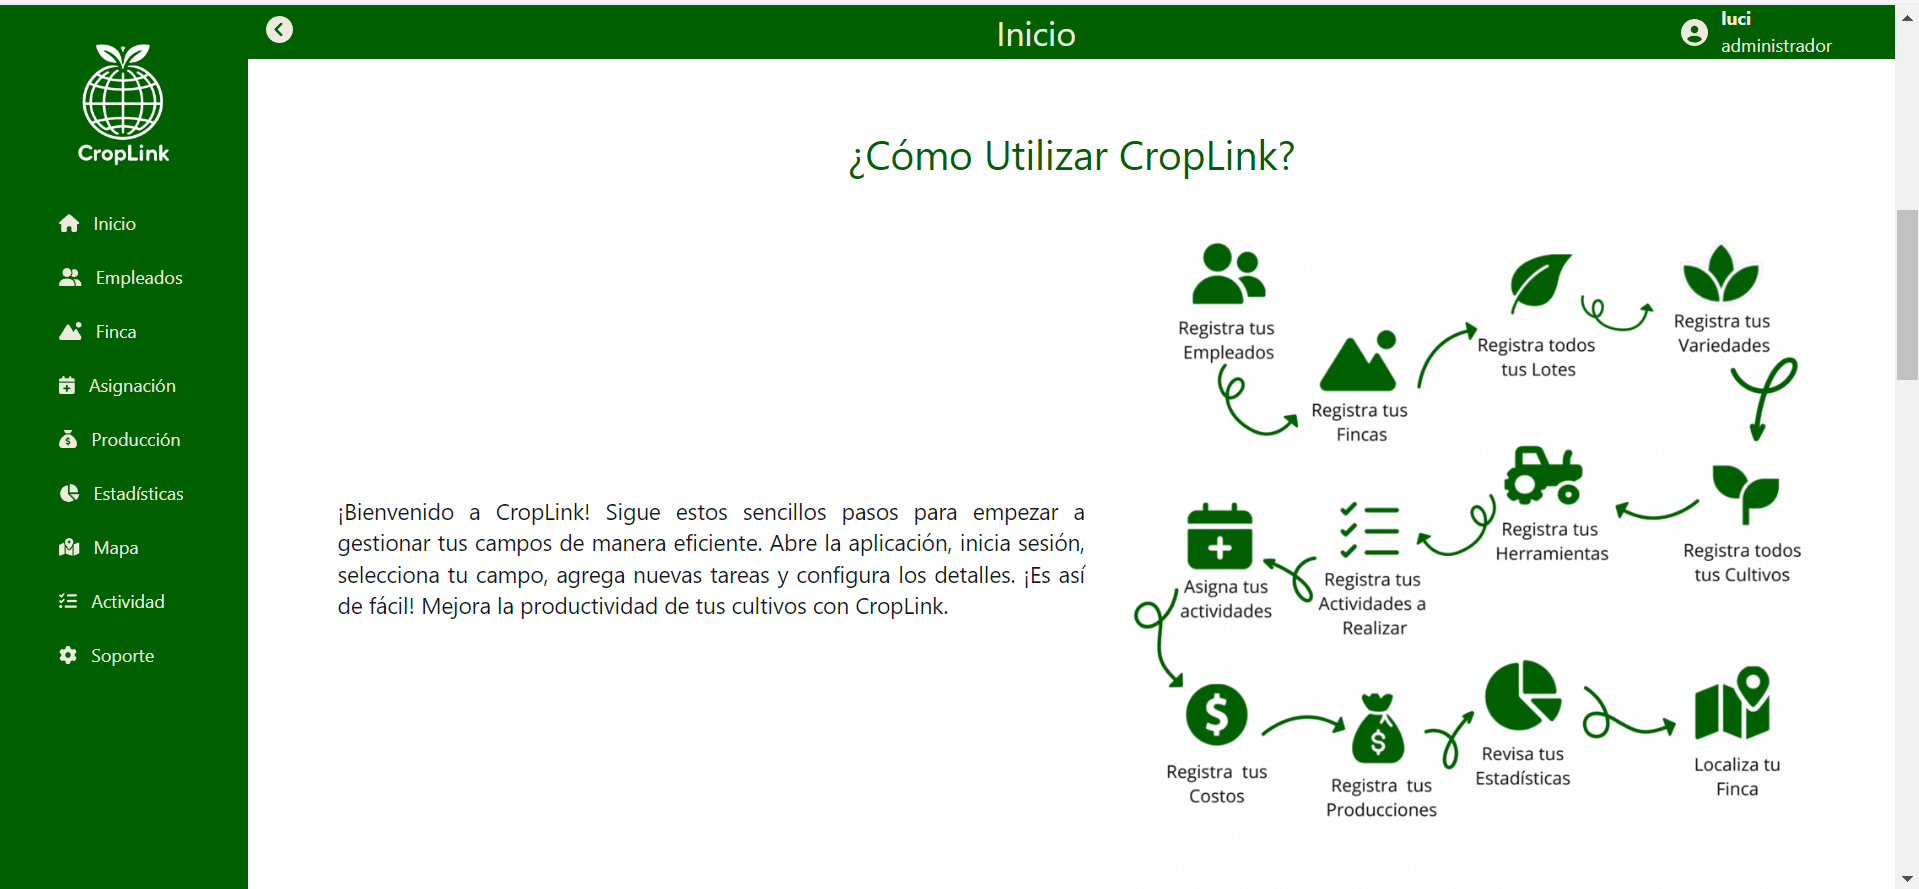 Inicio
luci
administrador
CropLink
Inicio
Empleados
Finca
Asignación
Producción
Estadísticas
Mapa
Actividad
Soporte
¿Cómo Utilizar CropLink?
¡Bienvenido a CropLink! Sigue estos sencillos pasos para empezar a
gestionar tus campos de manera eficiente. Abre la aplicación, inicia sesión,
selecciona tu campo, agrega nuevas tareas y configura los detalles. ¡Es así
de fácil! Mejora la productividad de tus cultivos con CropLink.
Registra tus
Empleados
Registra tus
Fincas
Registra todos
tus Lotes
Registra tus
Variedades
Registra todos
tus Cultivos
Registra tus
Herramientas
Registra tus
Actividades a
Realizar
Asigna tus
actividades
Registra tus
Costos
Registra tus
Producciones
Revisa tus
Estadísticas
Localiza tu
Finca